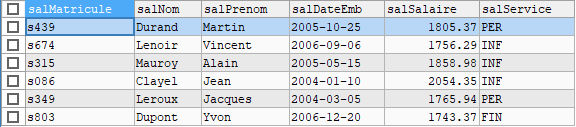 salMatricule salNom salPrenom salDateEmb salSalaire salService
s439 Durand Martin 2005-10-25 1805.37 PER
s674 Lenoir Vincent 2006-09-06 1756.29 INF
s315 Mauroy Alain 2005-05-15 1858.98 INF
s086 Clayel Jean 2004-01-10 2054.35 INF
s349 Leroux Jacques 2004-03-05 1765.94 PER
s803 Dupont Yvon 2006-12-20 1743.37 FIN